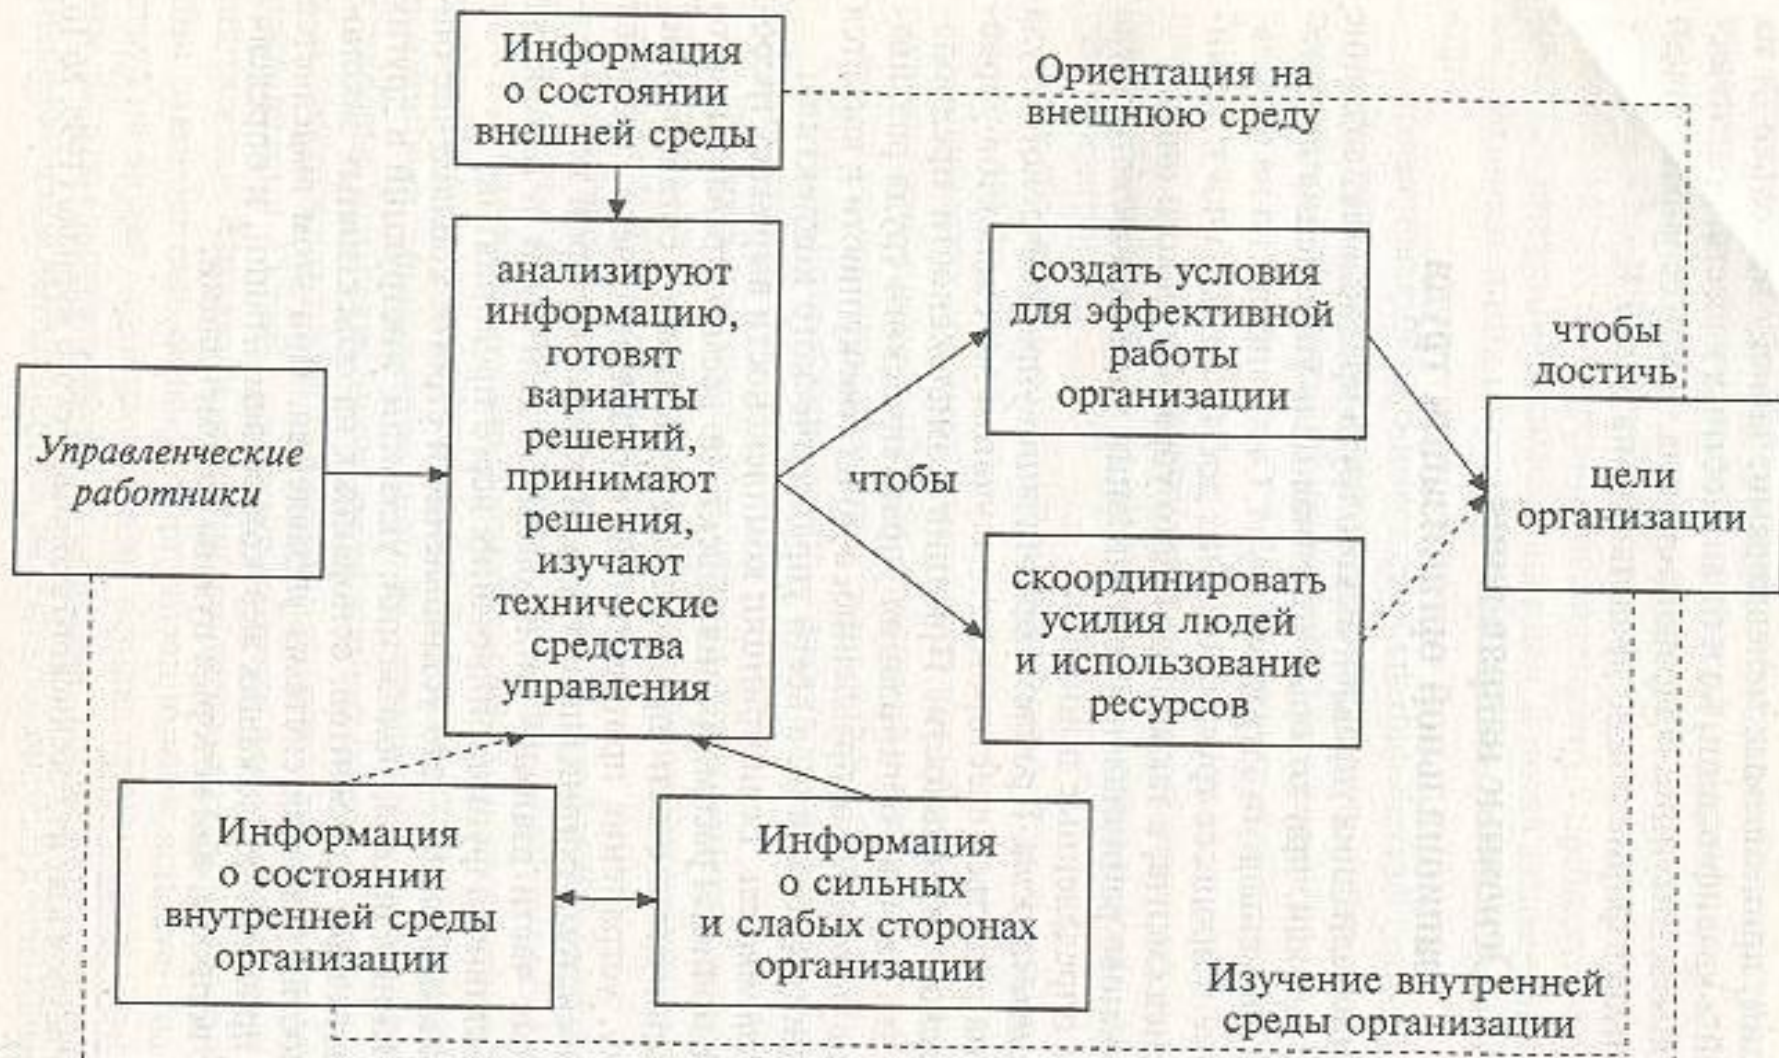 Информация
о состоянии
внешней среды
Ориентация на
внешнюю среду
анализируют
информацию,
готовят
варианты
решений,
принимают
решения,
изучают
технические
средства
управления
создать условия
для эффективной
работы
организации
чтобы
достичь
Управленческие
работники
чтобы
цели
организации
скоординировать
усилия людей
и использование
ресурсов
Информация
о состоянии
внутренней среды
организации
Информация
о сильных
и слабых сторонах
организации
Изучение внутренней
среды организации